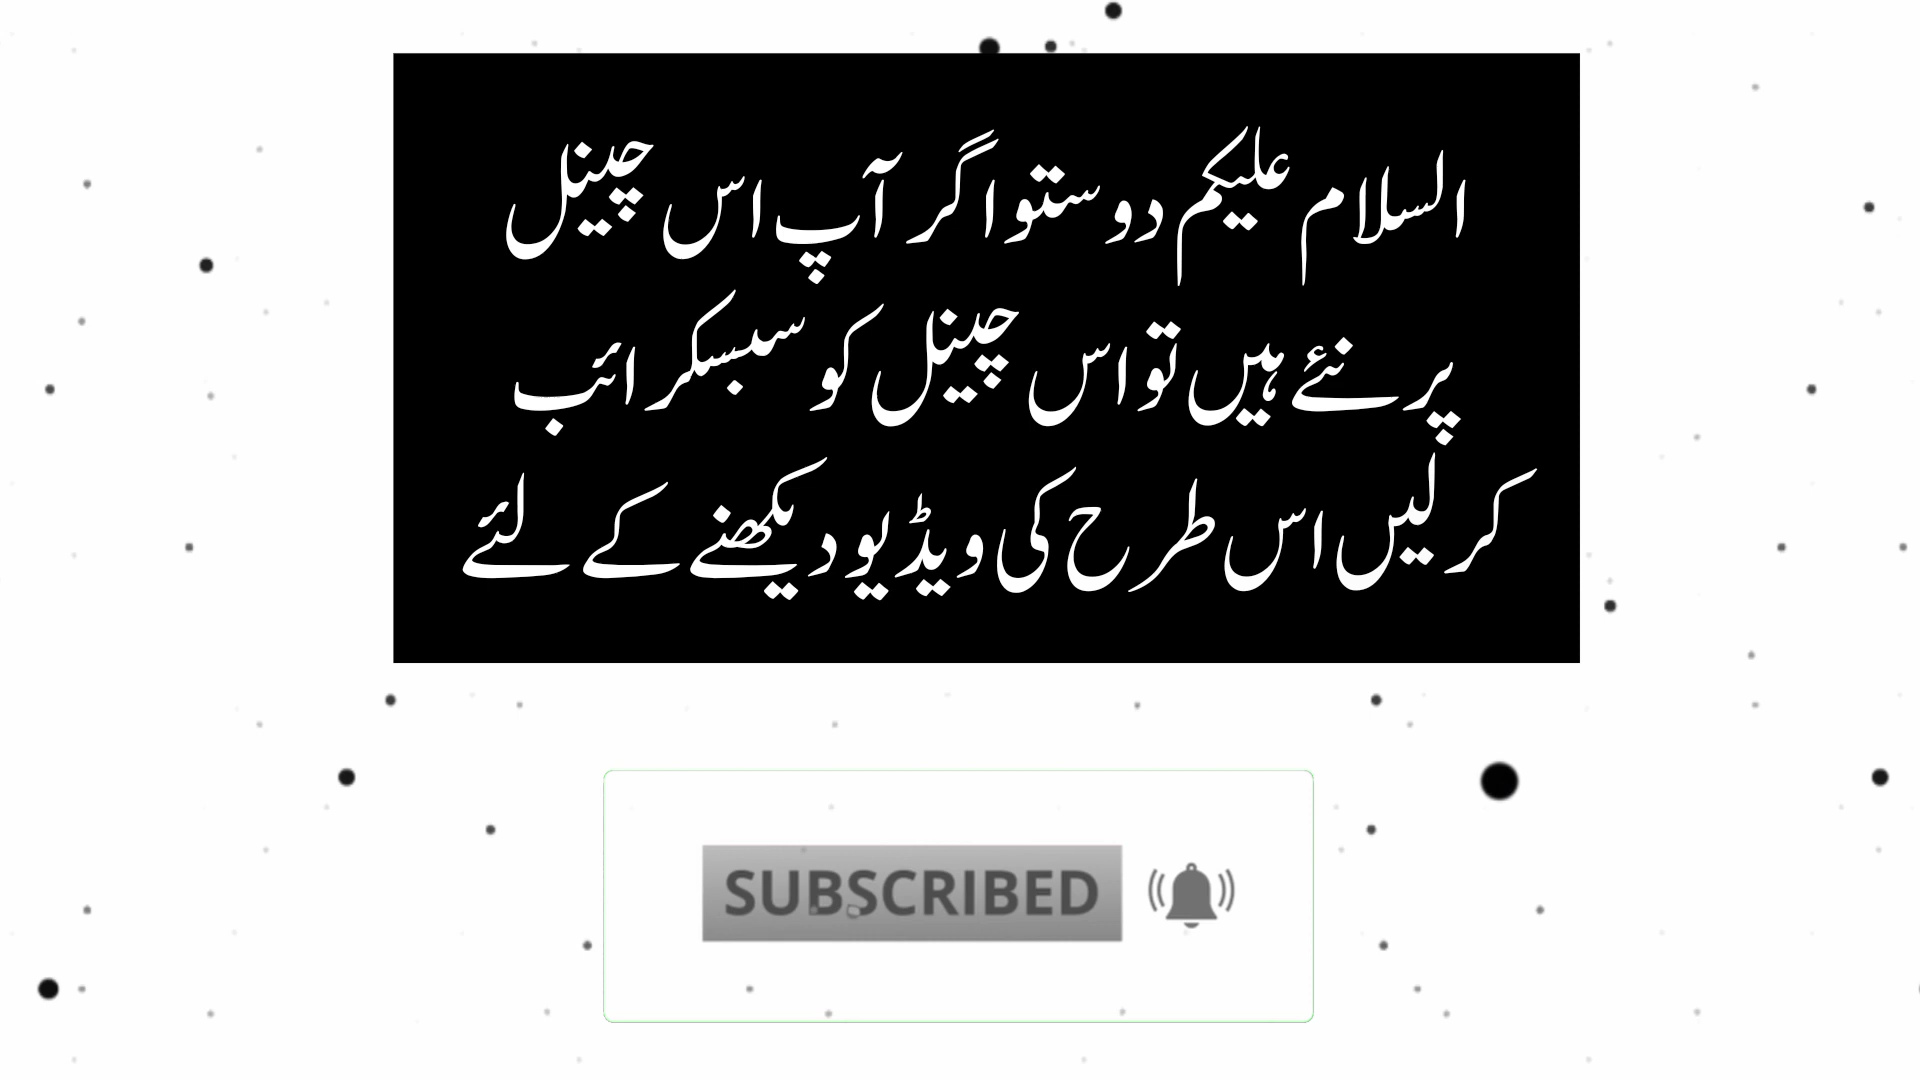 السلام علیکم دوستو اگر آپ اس چینل
پر نئے ہیں تو اس چینل کو سبسکرائب
کرلیں اس طرح کی ویڈیو دیکھنے کے لئے
SUBSCRIBED